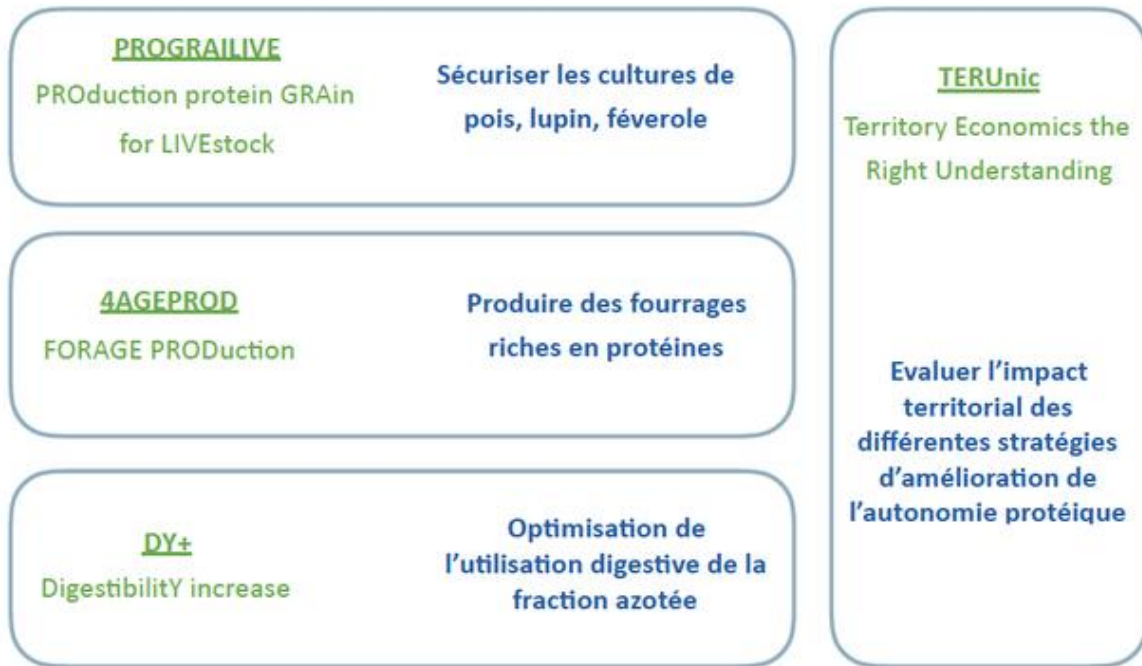 PROGRAILIVE
PROduction protein GRAin
for LIVEstock
Sécuriser les cultures de
pois, lupin, féverole
4AGEPROD
FORAGE PRODuction
Produire des fourrages
riches en protéines
DY+
DigestibilitY increase
Optimisation de
l'utilisation digestive de la
fraction azotée
TERUnic
Territory Economics the
Right Understanding
Evaluer l'impact
territorial des
différentes stratégies
d'amélioration de
l'autonomie protéique